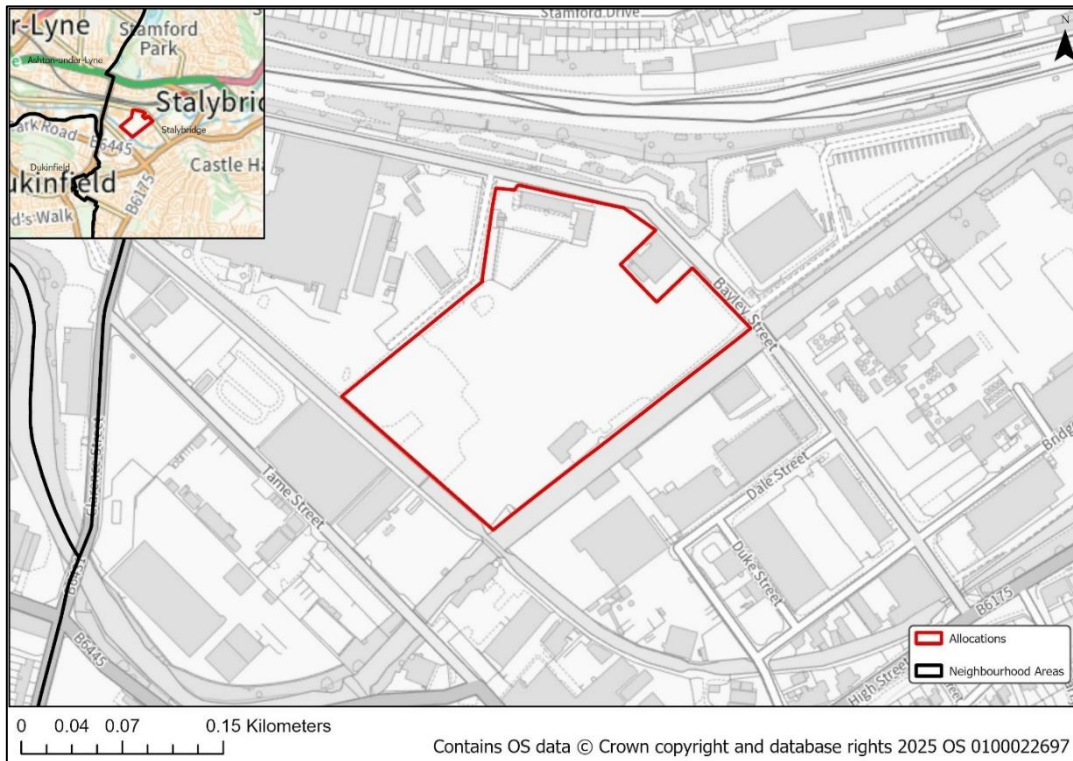 Stamford Drive
r-Lyne
Stamford
Park
Ashton-under-Lyne
Stalybric
Stalybridge
ark Road
B6445
Dukinfield
ukinfield
B6175
Castle Ha
d's Walk
N
Bayley Street
Tame Street
Dale Street
Duke Street
B6445
B6175
High Street
Allocations
Neighbourhood Areas
0 0.04 0.07 0.15 Kilometers
Contains OS data © Crown copyright and database rights 2025 OS 0100022697